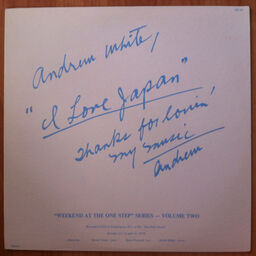 Andrew White,
"I Love Japan"
Thanks for lovin'
my music
Andrew
"WEEKEND AT THE ONE STEP" SERIES — VOLUME TWO